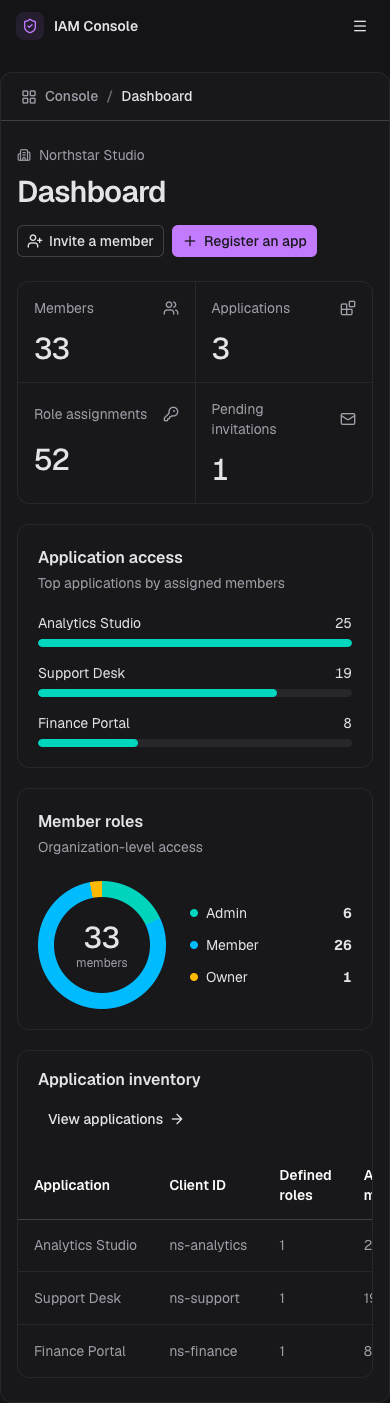 IAM Console
Console / Dashboard
Northstar Studio
Dashboard
Invite a member
Register an app
Members
33
Applications
3
Role assignments
52
Pending
invitations
1
Application access
Top applications by assigned members
Analytics Studio 25
Support Desk 19
Finance Portal 8
Member roles
Organization-level access
33
members
Admin 6
Member 26
Owner 1
Application inventory
View applications
Application Client ID Defined
roles
Analytics Studio ns-analytics 1
Support Desk ns-support 1
Finance Portal ns-finance 1 8